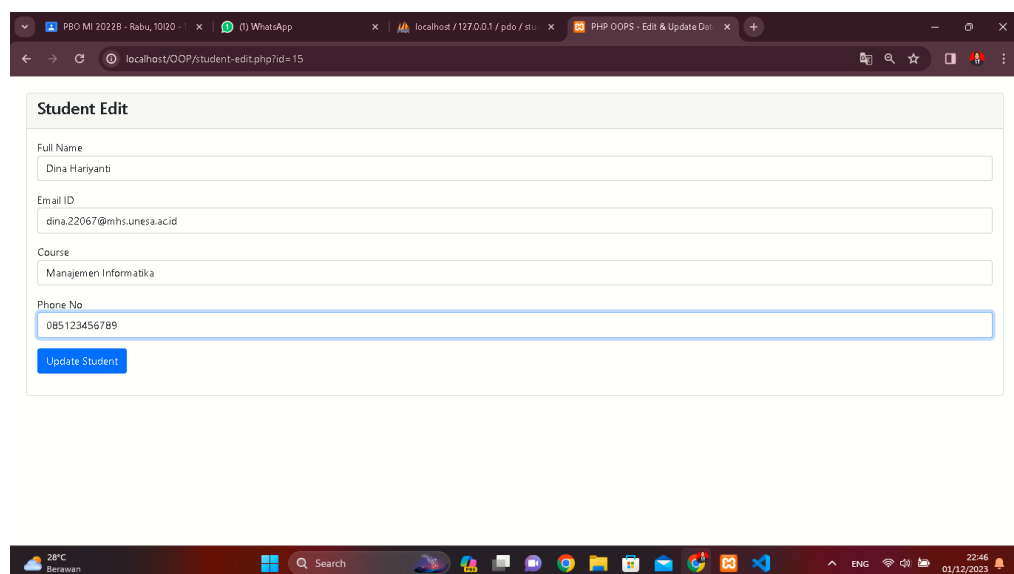 PBO MI 2022B - Rabu, 10l20 - 1
(1) WhatsApp
localhost / 127.0.0.1 / pdo / stu
PHP OOPS - Edit & Update Dat
localhost/OOP/student-edit.php?id=15
Student Edit
Full Name
Dina Hariyanti
Email ID
dina.22067@mhs.unesa.ac.id
Course
Manajemen Informatika
Phone No
085123456789
Update Student
28°C
Berawan
Search
ENG
22:46
01/12/2023